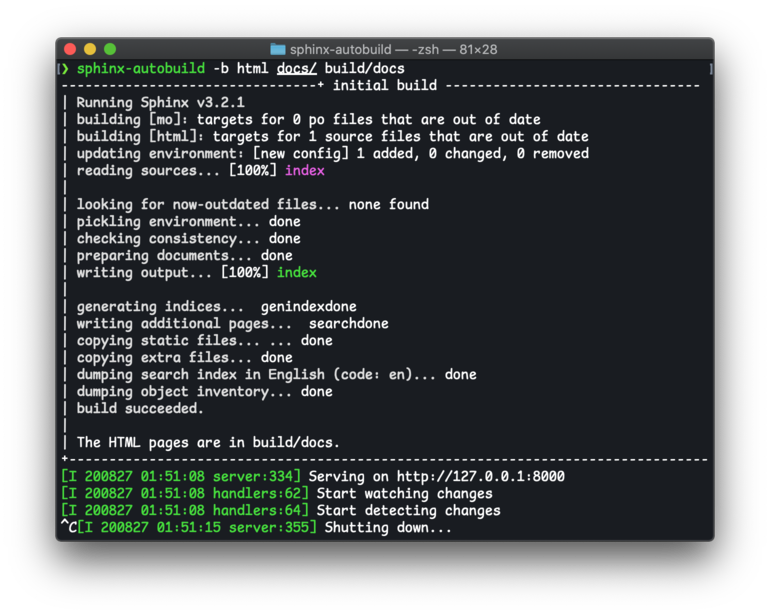 sphinx-autobuild — -zsh — 81×28
[❯ sphinx-autobuild -b html docs/ build/docs ]
--------------------------------+ initial build --------------------------------
| Running Sphinx v3.2.1
| building [mo]: targets for 0 po files that are out of date
| building [html]: targets for 1 source files that are out of date
| updating environment: [new config] 1 added, 0 changed, 0 removed
| reading sources... [100%] index
|
| looking for now-outdated files... none found
| pickling environment... done
| checking consistency... done
| preparing documents... done
| writing output... [100%] index
|
| generating indices...  genindexdone
| writing additional pages...  searchdone
| copying static files... ... done
| copying extra files... done
| dumping search index in English (code: en)... done
| dumping object inventory... done
| build succeeded.
|
| The HTML pages are in build/docs.
+--------------------------------------------------------------------------------
[I 200827 01:51:08 server:334] Serving on http://127.0.0.1:8000
[I 200827 01:51:08 handlers:62] Start watching changes
[I 200827 01:51:08 handlers:64] Start detecting changes
^C[I 200827 01:51:15 server:355] Shutting down...